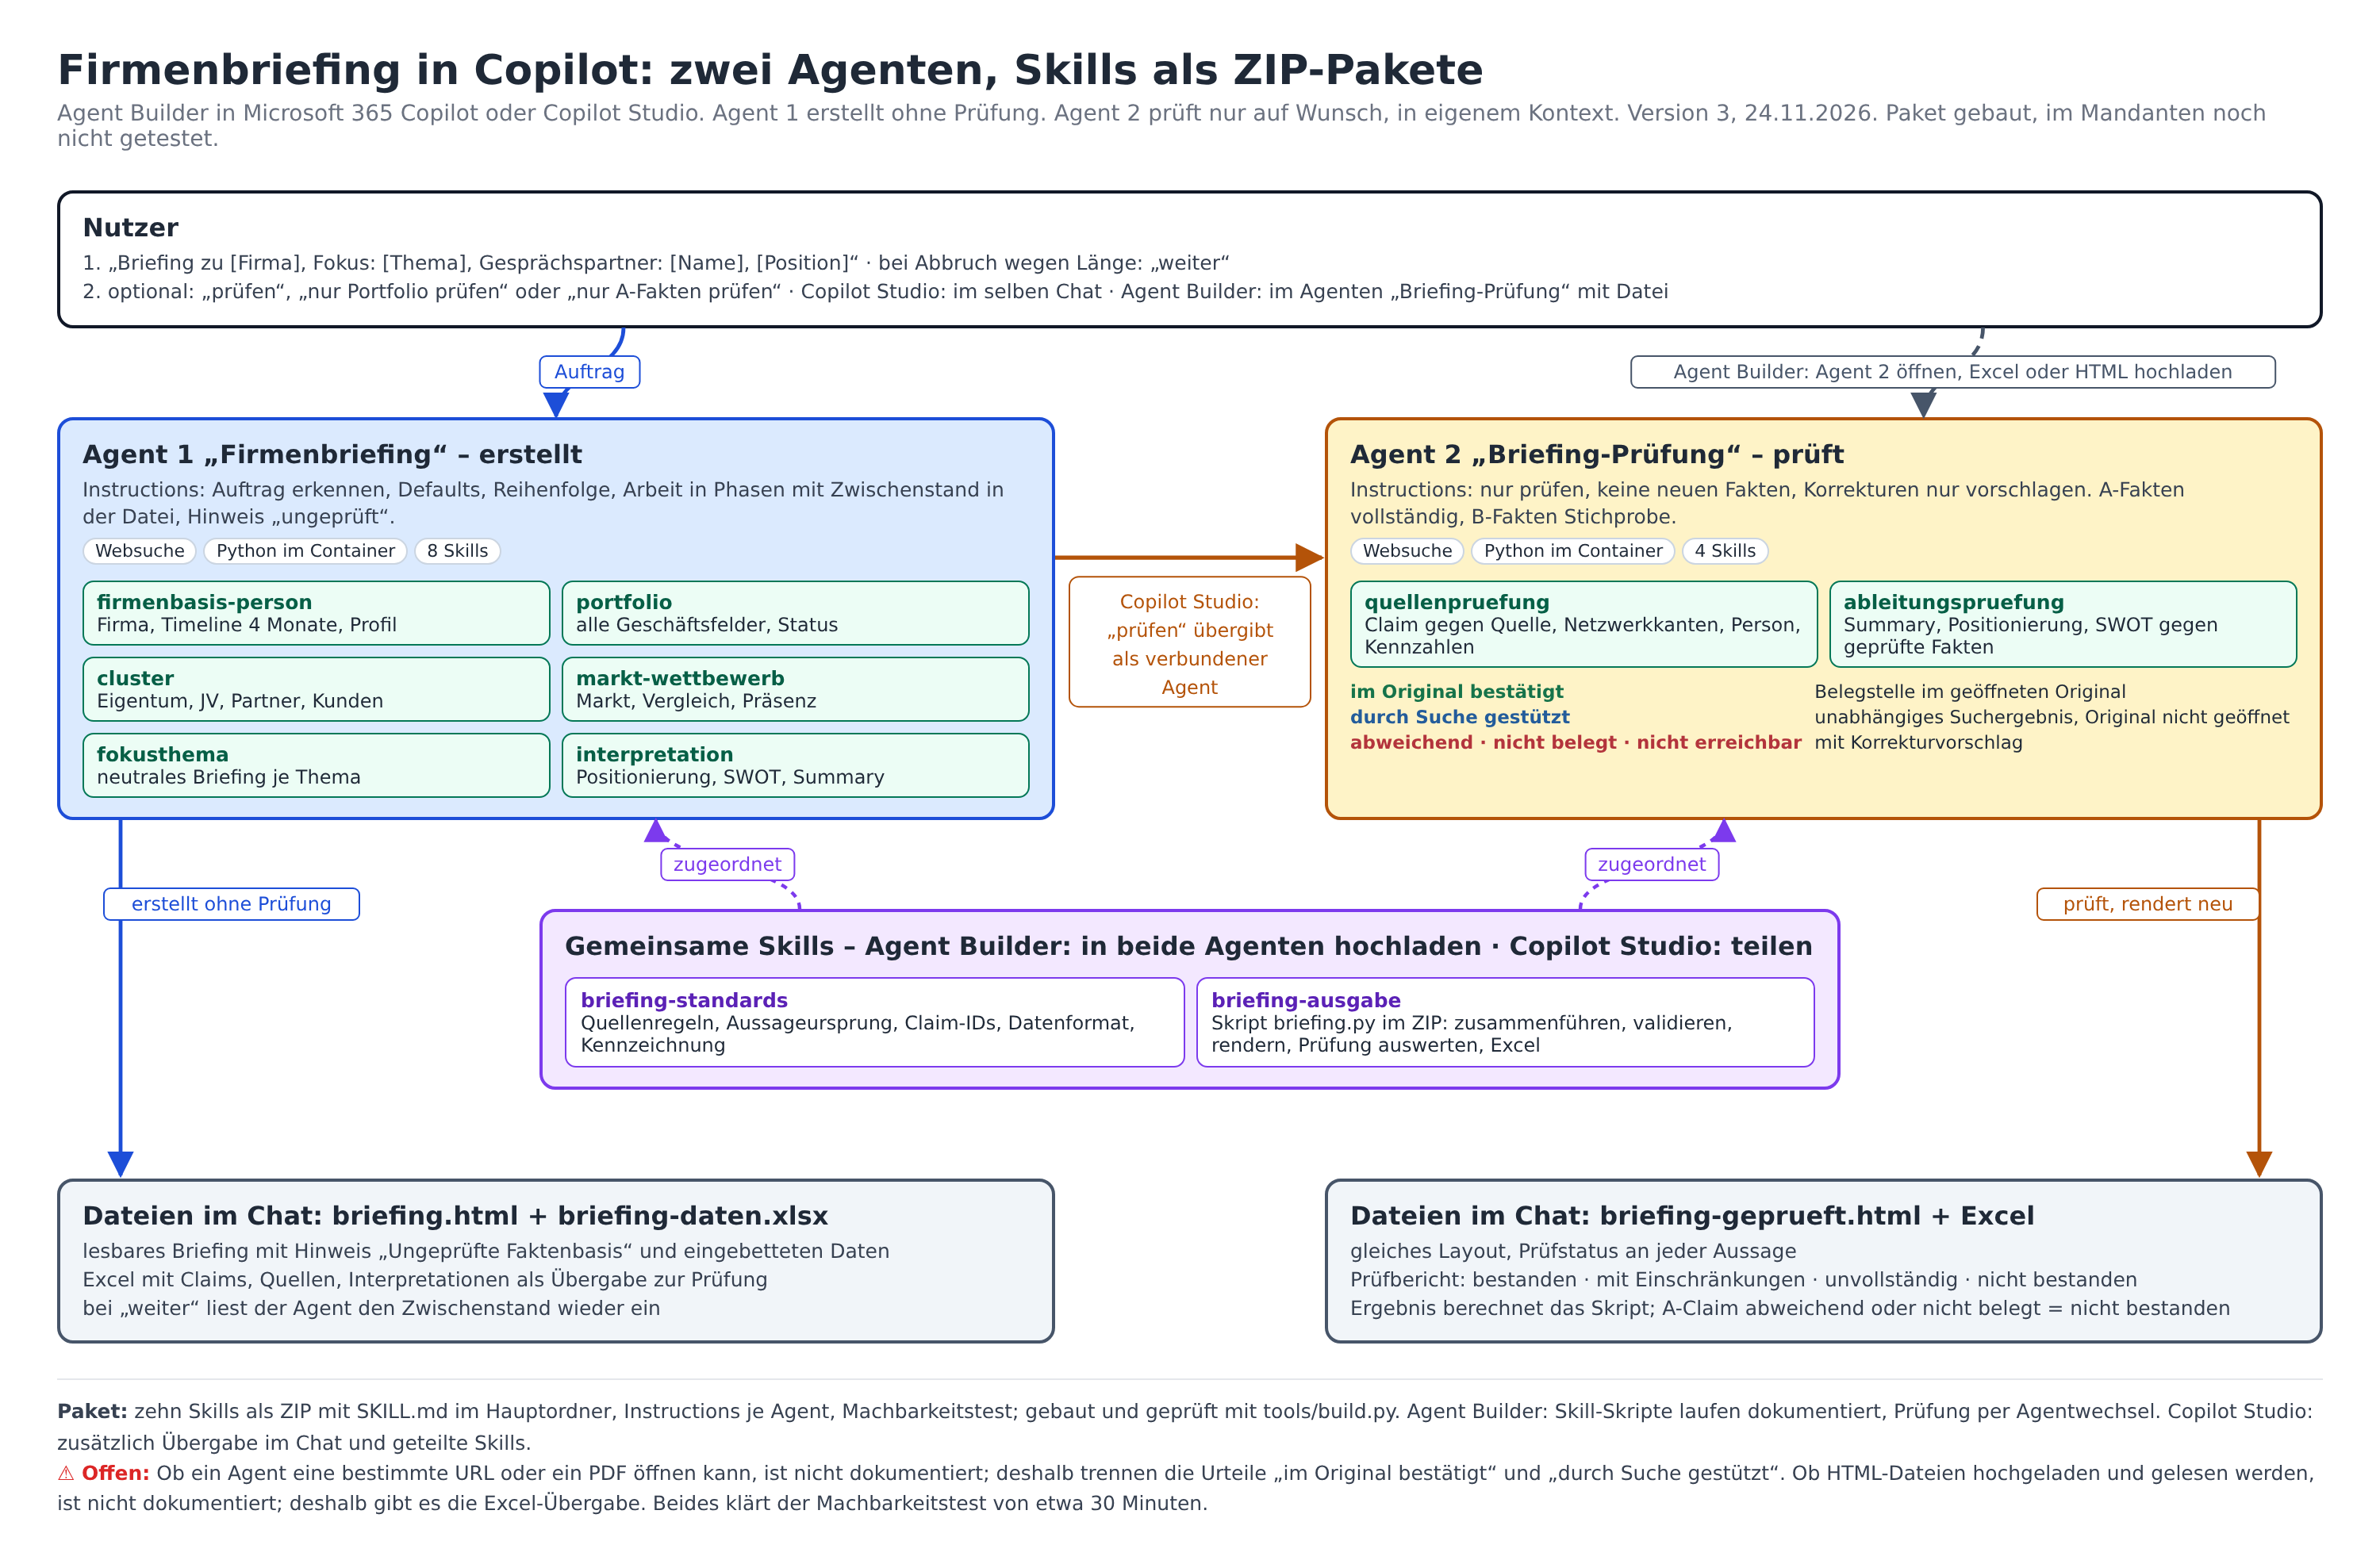 Firmenbriefing in Copilot: zwei Agenten, Skills als ZIP-Pakete
Agent Builder in Microsoft 365 Copilot oder Copilot Studio. Agent 1 erstellt ohne Prüfung. Agent 2 prüft nur auf Wunsch, in eigenem Kontext. Version 3, 24.11.2026. Paket gebaut, im Mandanten noch
nicht getestet.
Nutzer
1. „Briefing zu [Firma], Fokus: [Thema], Gesprächspartner: [Name], [Position]“ · bei Abbruch wegen Länge: „weiter“
2. optional: „prüfen“, „nur Portfolio prüfen“ oder „nur A-Fakten prüfen“ · Copilot Studio: im selben Chat · Agent Builder: im Agenten „Briefing-Prüfung“ mit Datei
Auftrag
Agent Builder: Agent 2 öffnen, Excel oder HTML hochladen
Agent 1 „Firmenbriefing“ – erstellt
Instructions: Auftrag erkennen, Defaults, Reihenfolge, Arbeit in Phasen mit Zwischenstand in
der Datei, Hinweis „ungeprüft“.
Websuche
Python im Container
8 Skills
firmenbasis-person
Firma, Timeline 4 Monate, Profil
portfolio
alle Geschäftsfelder, Status
cluster
Eigentum, JV, Partner, Kunden
markt-wettbewerb
Markt, Vergleich, Präsenz
fokusthema
neutrales Briefing je Thema
interpretation
Positionierung, SWOT, Summary
Copilot Studio:
„prüfen“ übergibt
als verbundener
Agent
Agent 2 „Briefing-Prüfung“ – prüft
Instructions: nur prüfen, keine neuen Fakten, Korrekturen nur vorschlagen. A-Fakten
vollständig, B-Fakten Stichprobe.
Websuche
Python im Container
4 Skills
quellenpruefung
Claim gegen Quelle, Netzwerkkanten, Person,
Kennzahlen
ableitungspruefung
Summary, Positionierung, SWOT gegen
geprüfte Fakten
im Original bestätigt
Belegstelle im geöffneten Original
durch Suche gestützt
unabhängiges Suchergebnis, Original nicht geöffnet
abweichend · nicht belegt · nicht erreichbar
mit Korrekturvorschlag
zugeordnet
zugeordnet
erstellt ohne Prüfung
prüft, rendert neu
Gemeinsame Skills – Agent Builder: in beide Agenten hochladen · Copilot Studio: teilen
briefing-standards
Quellenregeln, Aussageursprung, Claim-IDs, Datenformat,
Kennzeichnung
briefing-ausgabe
Skript briefing.py im ZIP: zusammenführen, validieren,
rendern, Prüfung auswerten, Excel
Dateien im Chat: briefing.html + briefing-daten.xlsx
lesbares Briefing mit Hinweis „Ungeprüfte Faktenbasis“ und eingebetteten Daten
Excel mit Claims, Quellen, Interpretationen als Übergabe zur Prüfung
bei „weiter“ liest der Agent den Zwischenstand wieder ein
Dateien im Chat: briefing-geprueft.html + Excel
gleiches Layout, Prüfstatus an jeder Aussage
Prüfbericht: bestanden · mit Einschränkungen · unvollständig · nicht bestanden
Ergebnis berechnet das Skript; A-Claim abweichend oder nicht belegt = nicht bestanden
Paket: zehn Skills als ZIP mit SKILL.md im Hauptordner, Instructions je Agent, Machbarkeitstest; gebaut und geprüft mit tools/build.py. Agent Builder: Skill-Skripte laufen dokumentiert, Prüfung per Agentwechsel. Copilot Studio:
zusätzlich Übergabe im Chat und geteilte Skills.
⚠ Offen: Ob ein Agent eine bestimmte URL oder ein PDF öffnen kann, ist nicht dokumentiert; deshalb trennen die Urteile „im Original bestätigt“ und „durch Suche gestützt“. Ob HTML-Dateien hochgeladen und gelesen werden,
ist nicht dokumentiert; deshalb gibt es die Excel-Übergabe. Beides klärt der Machbarkeitstest von etwa 30 Minuten.